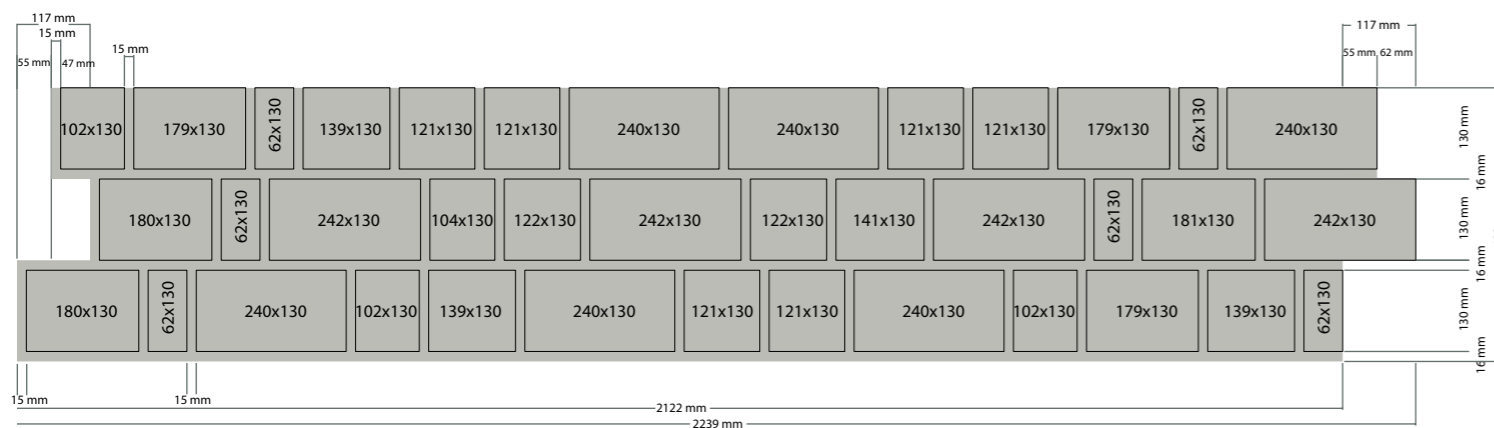 117 mm
117 mm
15 mm
15 mm
55 mm
47 mm
55 mm
62 mm
102x130
179x130
62x130
139x130
121x130
121x130
240x130
240x130
121x130
121x130
179x130
62x130
240x130
130 mm
16 mm
180x130
62x130
242x130
104x130
122x130
242x130
122x130
141x130
242x130
62x130
181x130
242x130
130 mm
16 mm
180x130
62x130
240x130
102x130
139x130
240x130
121x130
121x130
240x130
102x130
179x130
139x130
62x130
130 mm
16 mm
15 mm
15 mm
2122 mm
2239 mm